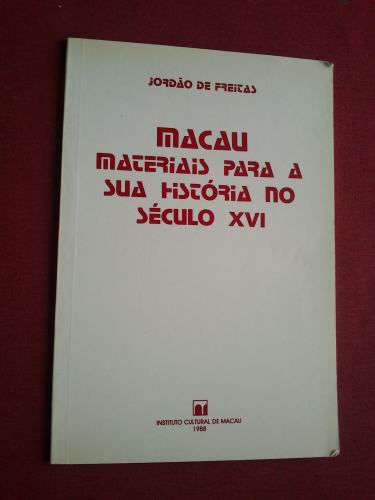 JORDÃO DE FREITAS
MACAU
MATERIAIS PARA A
SUA HISTÓRIA NO
SÉCULO XVI
INSTITUTO CULTURAL DE MACAU
1988